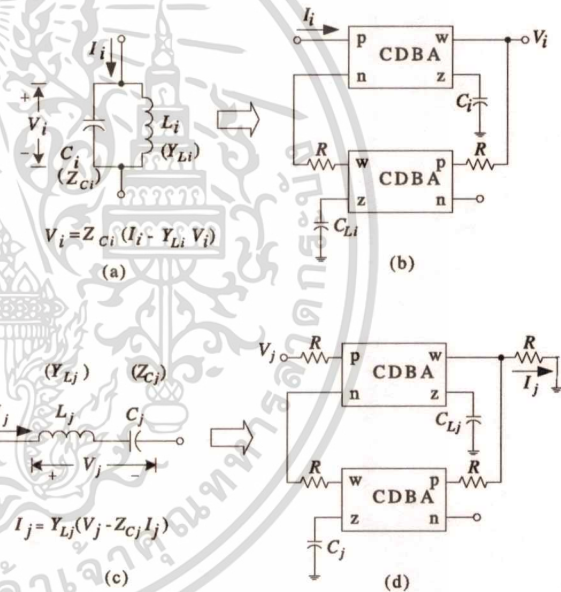 I_i
V_i
C_i
(Z_Ci)
L_i
(Y_Li)
V_i = Z_Ci (I_i - Y_Li V_i)
(a)
I_i
p
CDBA
w
V_i
n
z
C_i
R
w
CDBA
p
R
z
n
C_Li
(b)
(Y_Lj)
(Z_Cj)
j
L_j
C_j
+ V_j -
I_j = Y_Lj (V_j - Z_Cj I_j)
(c)
V_j
R
p
CDBA
w
R
I_j
n
z
C_Lj
R
w
CDBA
p
R
z
n
C_j
(d)